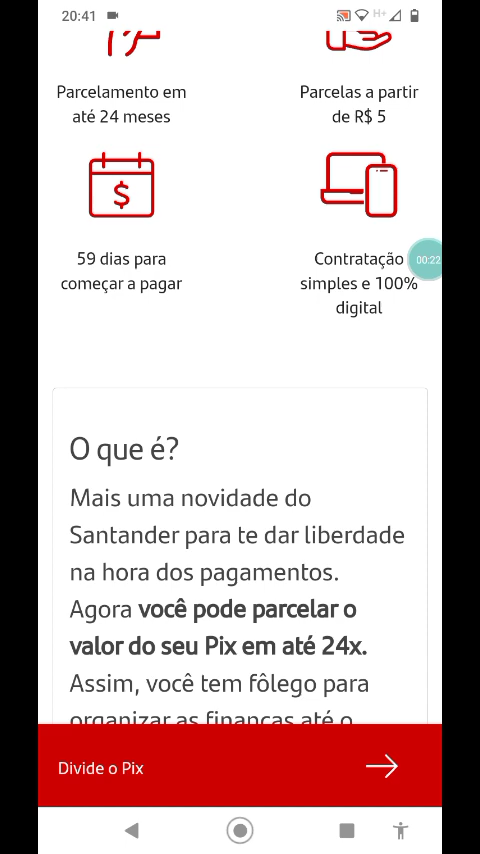 20:41
H+
Parcelamento em
até 24 meses
Parcelas a partir
de R$ 5
$
59 dias para
começar a pagar
Contratação
simples e 100%
digital
00:22
O que é?
Mais uma novidade do
Santander para te dar liberdade
na hora dos pagamentos.
Agora você pode parcelar o
valor do seu Pix em até 24x.
Assim, você tem fôlego para
organizar as finanças até o
Divide o Pix